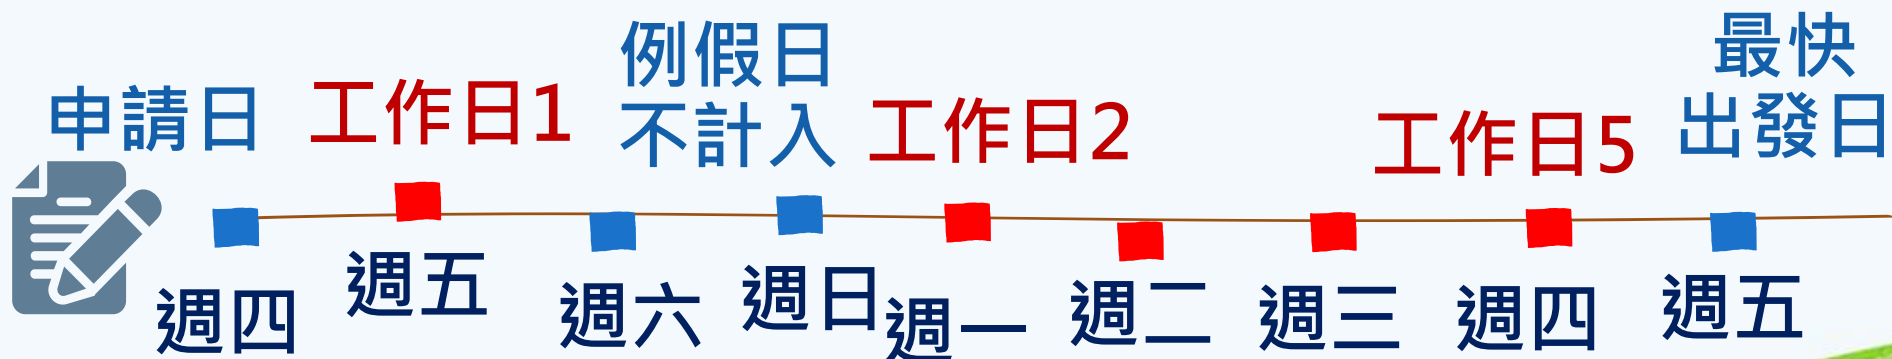 申請日
工作日1
例假日
不計入
工作日2
工作日5
最快
出發日
週四
週五
週六
週日
週一
週二
週三
週四
週五